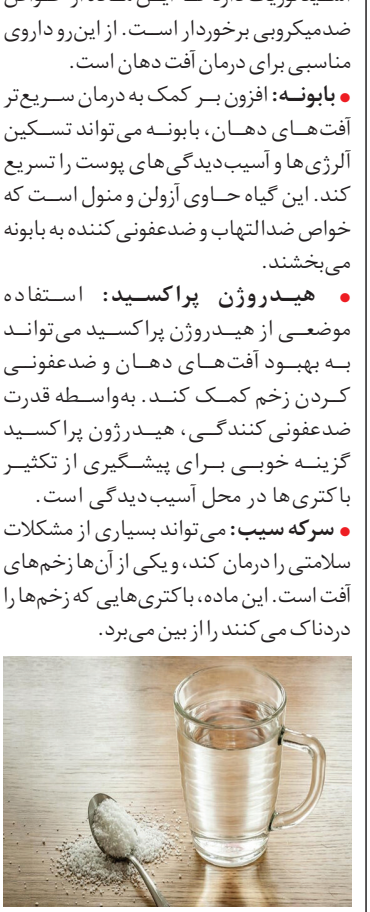 ضدمیکروبی برخوردار است. از این‌رو داروی
مناسبی برای درمان آفت دهان است.
• بابونه: افزون بر کمک به درمان سریع‌تر
آفت‌های دهان، بابونه می‌تواند تسکین
آلرژی‌ها و آسیب‌دیدگی‌های پوست را تسریع
کند. این گیاه حاوی آزولن و منول است که
خواص ضدالتهاب و ضدعفونی‌کننده به بابونه
می‌بخشند.
• هیدروژن پراکسید: استفاده
موضعی از هیدروژن پراکسید می‌تواند
به بهبود آفت‌های دهان و ضدعفونی
کردن زخم کمک کند. به‌واسطه قدرت
ضدعفونی‌کنندگی، هیدرژون پراکسید
گزینه خوبی برای پیشگیری از تکثیر
باکتری‌ها در محل آسیب‌دیدگی است.
• سرکه سیب: می‌تواند بسیاری از مشکلات
سلامتی را درمان کند، و یکی از آن‌ها زخم‌های
آفت است. این ماده، باکتری‌هایی که زخم‌ها را
دردناک می‌کنند را از بین می‌برد.